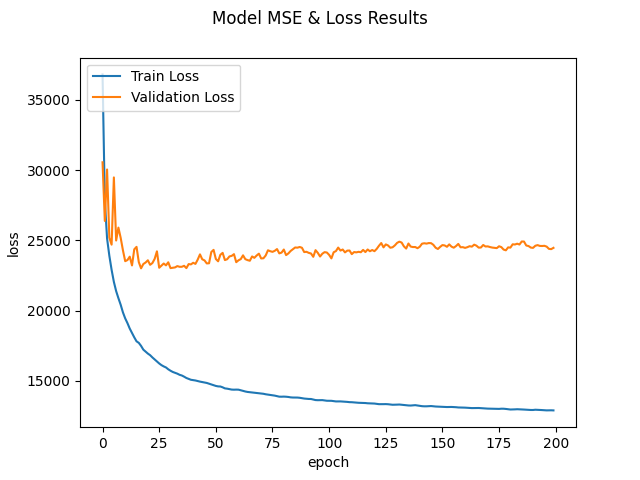 Model MSE & Loss Results
Train Loss
Validation Loss
35000
30000
25000
20000
15000
loss
0 25 50 75 100 125 150 175 200
epoch